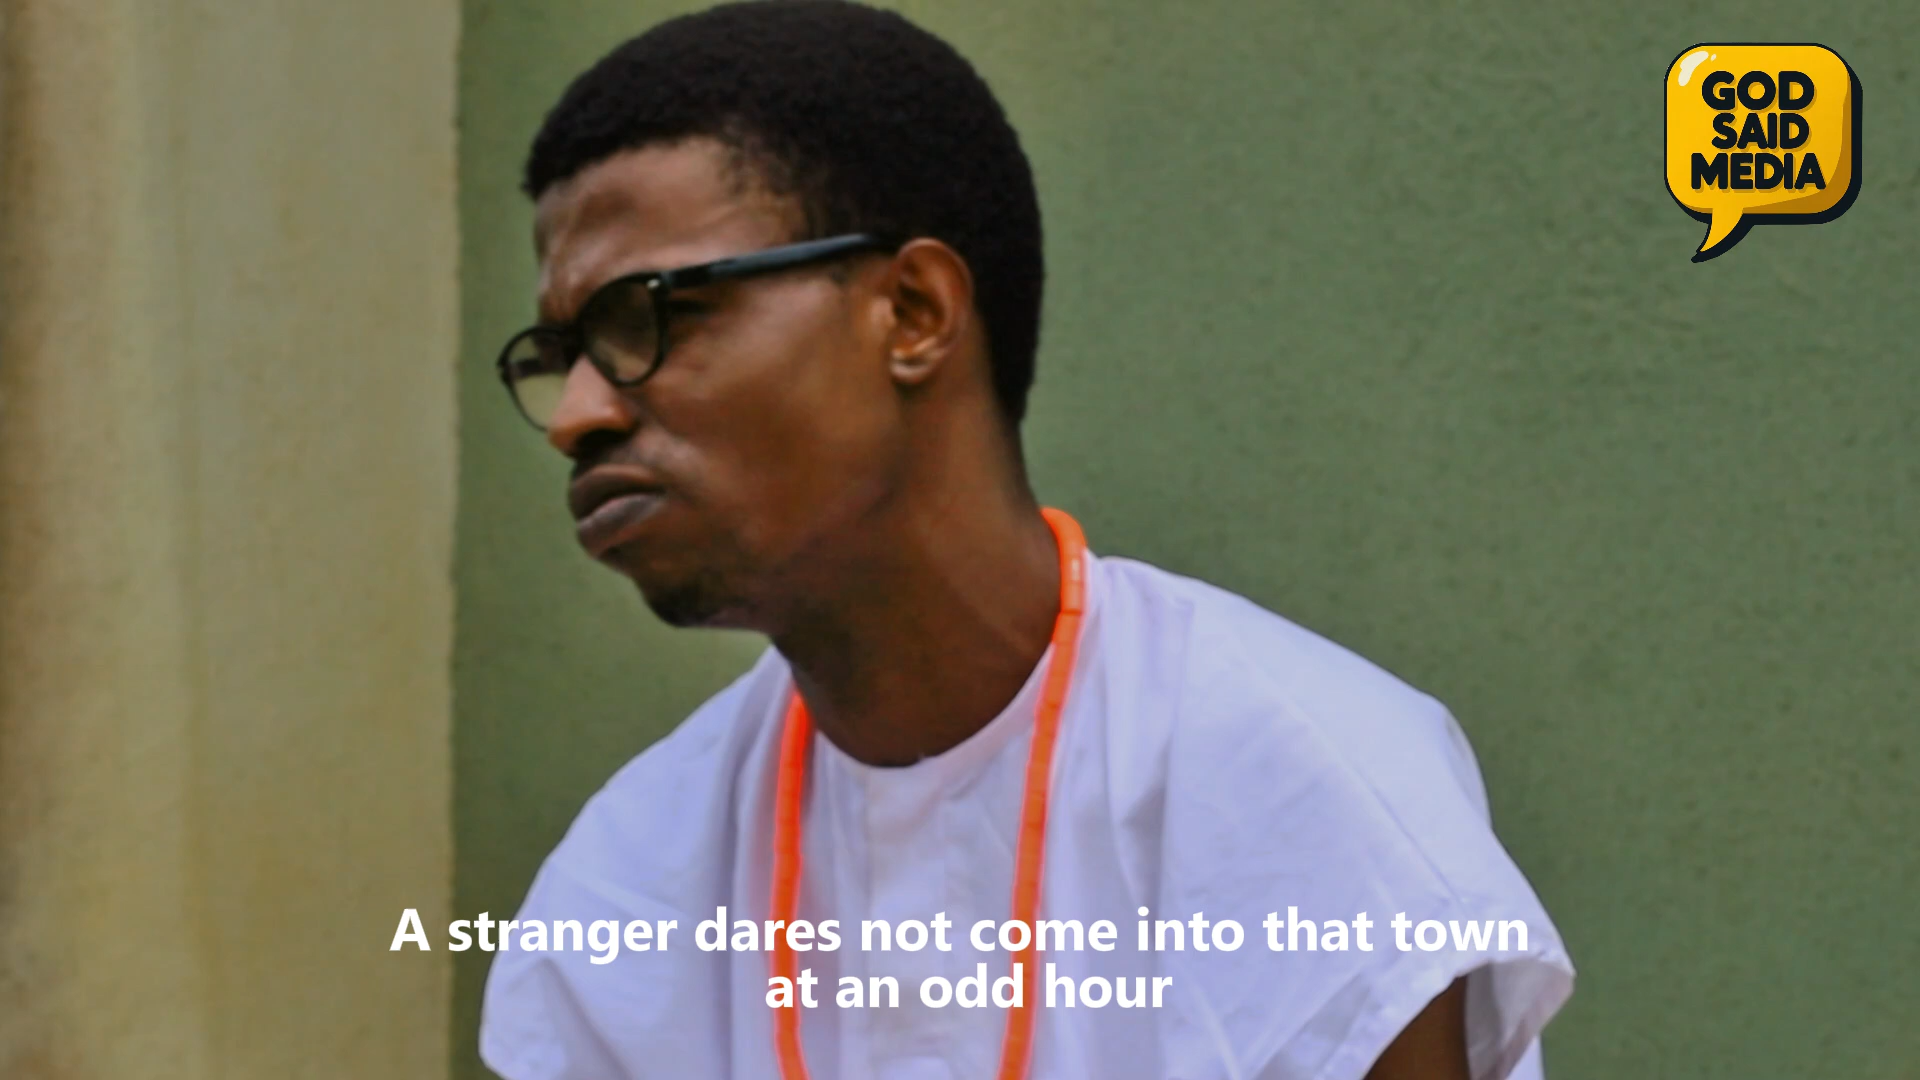 GOD
SAID
MEDIA
A stranger dares not come into that town
at an odd hour